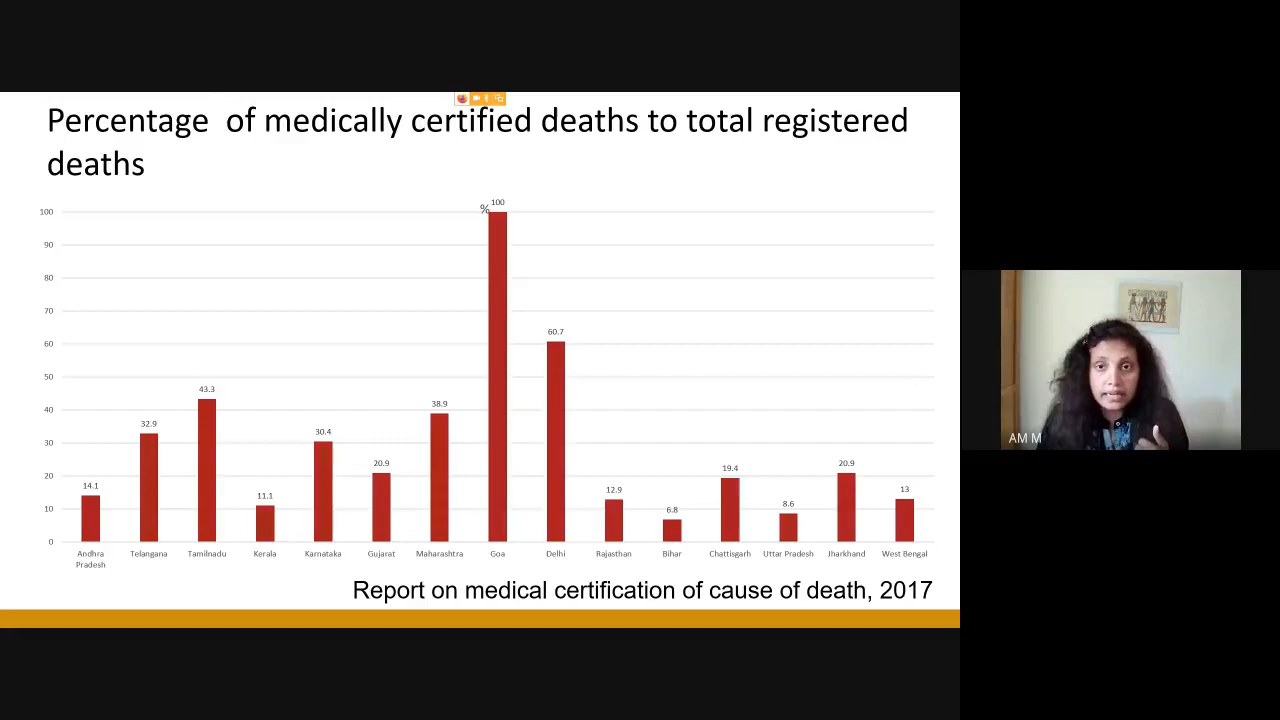 Percentage of medically certified deaths to total registered
deaths
%
100
90
80
70
60
50
40
30
20
10
0
14.1
32.9
43.3
11.1
30.4
20.9
38.9
100
60.7
12.9
6.8
19.4
8.6
20.9
13
Andhra
Pradesh
Telangana
Tamilnadu
Kerala
Karnataka
Gujarat
Maharashtra
Goa
Delhi
Rajasthan
Bihar
Chattisgarh
Uttar Pradesh
Jharkhand
West Bengal
Report on medical certification of cause of death, 2017
AM M